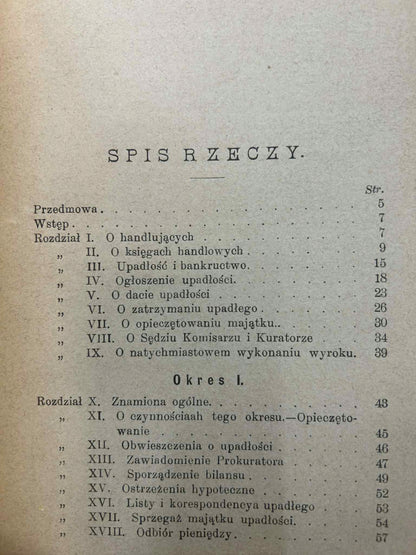 SPIS RZECZY.
Str.
Przedmowa . . . . . . . . . . . 5
Wstęp . . . . . . . . . . . 7
Rozdział I. O handlujących . . . . . . . 7
„ II. O księgach handlowych . . . . . 9
„ III. Upadłość i bankructwo . . . . . 15
„ IV. Ogłoszenie upadłości . . . . . 18
„ V. O dacie upadłości . . . . . . 23
„ VI. O zatrzymaniu upadłego . . . . . 26
„ VII. O opieczętowaniu majątku . . . . . 30
„ VIII. O Sędziu Komisarzu i Kuratorze . . . 34
„ IX. O natychmiastowem wykonaniu wyroku . 39
Okres I.
Rozdział X. Znamiona ogólne . . . . . . . 43
„ XI. O czynnościaah tego okresu.—Opieczęto-
wanie . . . . . . . . . 45
„ XII. Obwieszczenia o upadłości . . . . 46
„ XIII. Zawiadomienie Prokuratora . . . . 47
„ XIV. Sporządzenie bilansu . . . . . 49
„ XV. Ostrzeżenia hypoteczne . . . . . 52
„ XVI. Listy i korespondencya upadłego . . . 53
„ XVII. Sprzegaż majątku upadłości . . . . 54
„ XVIII. Odbiór pieniędzy . . . . . . 57